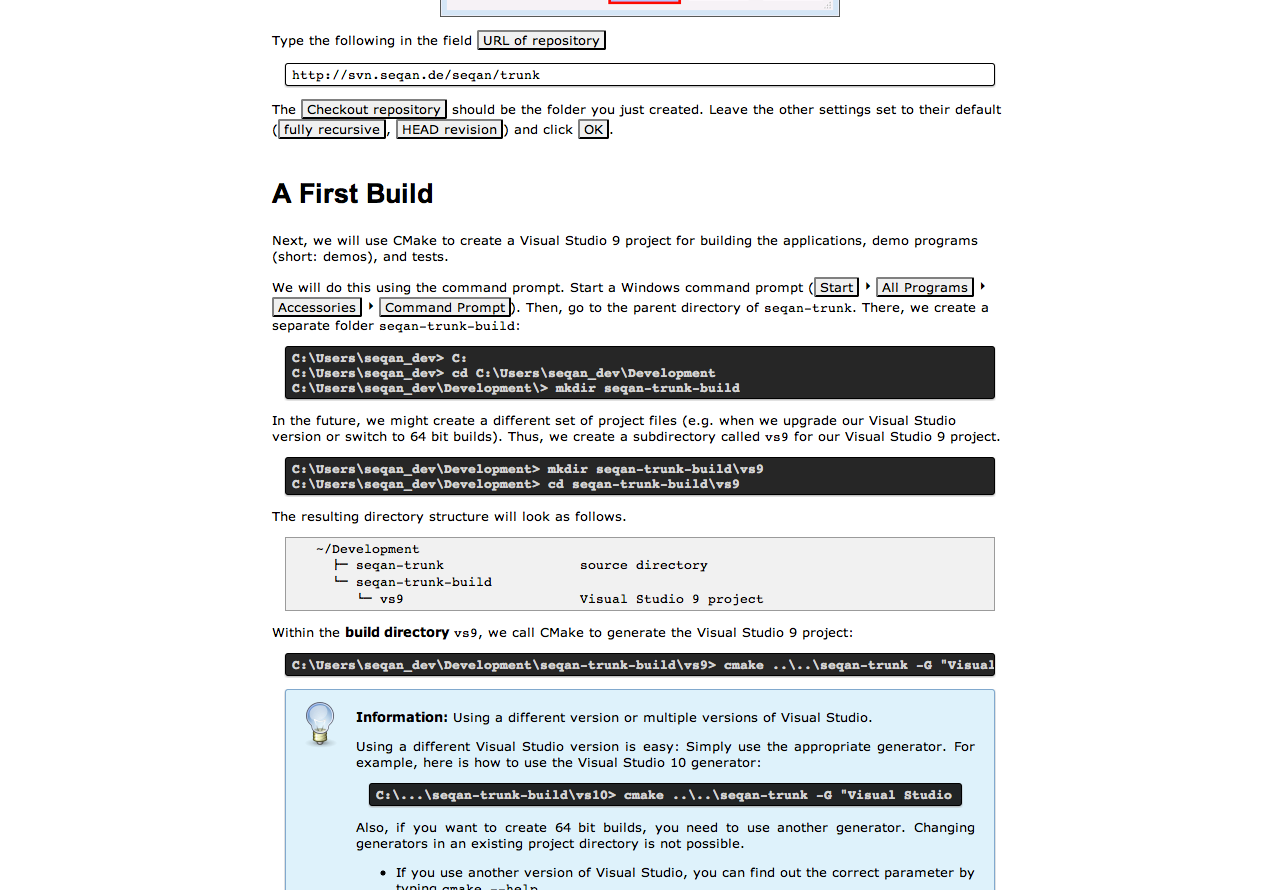 Type the following in the field URL of repository
http://svn.seqan.de/seqan/trunk
The Checkout repository should be the folder you just created. Leave the other settings set to their default
(fully recursive, HEAD revision) and click OK.
A First Build
Next, we will use CMake to create a Visual Studio 9 project for building the applications, demo programs
(short: demos), and tests.
We will do this using the command prompt. Start a Windows command prompt (Start ‣ All Programs ‣
Accessories ‣ Command Prompt). Then, go to the parent directory of seqan-trunk. There, we create a
separate folder seqan-trunk-build:
C:\Users\seqan_dev> C:
C:\Users\seqan_dev> cd C:\Users\seqan_dev\Development
C:\Users\seqan_dev\Development\> mkdir seqan-trunk-build
In the future, we might create a different set of project files (e.g. when we upgrade our Visual Studio
version or switch to 64 bit builds). Thus, we create a subdirectory called vs9 for our Visual Studio 9 project.
C:\Users\seqan_dev\Development> mkdir seqan-trunk-build\vs9
C:\Users\seqan_dev\Development> cd seqan-trunk-build\vs9
The resulting directory structure will look as follows.
~/Development
├─ seqan-trunk source directory
└─ seqan-trunk-build
└─ vs9 Visual Studio 9 project
Within the build directory vs9, we call CMake to generate the Visual Studio 9 project:
C:\Users\seqan_dev\Development\seqan-trunk-build\vs9> cmake ..\..\seqan-trunk -G "Visual
Information: Using a different version or multiple versions of Visual Studio.
Using a different Visual Studio version is easy: Simply use the appropriate generator. For
example, here is how to use the Visual Studio 10 generator:
C:\...\seqan-trunk-build\vs10> cmake ..\..\seqan-trunk -G "Visual Studio
Also, if you want to create 64 bit builds, you need to use another generator. Changing
generators in an existing project directory is not possible.
• If you use another version of Visual Studio, you can find out the correct parameter by
typing cmake --help